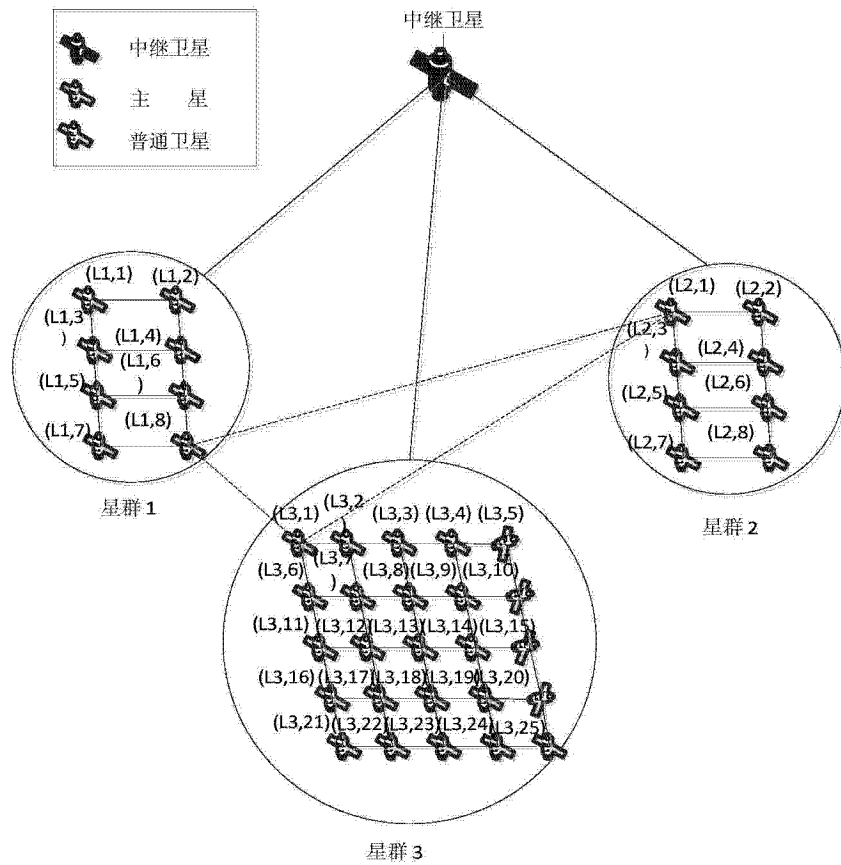 中继卫星
中继卫星
主 星
普通卫星
(L1,1)
(L1,2)
(L1,3
)
(L1,4)
(L1,6
)
(L1,5)
(L1,7)
(L1,8)
星群 1
(L2,1)
(L2,2)
(L2,3
)
(L2,4)
(L2,6)
(L2,5)
(L2,7)
(L2,8)
星群 2
(L3,1)
(L3,2
)
(L3,3)
(L3,4)
(L3,5)
(L3,6)
(L3,7
)
(L3,8)
(L3,9)
(L3,10)
(L3,11)
(L3,12)
(L3,13)
(L3,14)
(L3,15)
(L3,16)
(L3,17)
(L3,18)
(L3,19)
(L3,20)
(L3,21)
(L3,22)
(L3,23)
(L3,24)
(L3,25)
星群 3